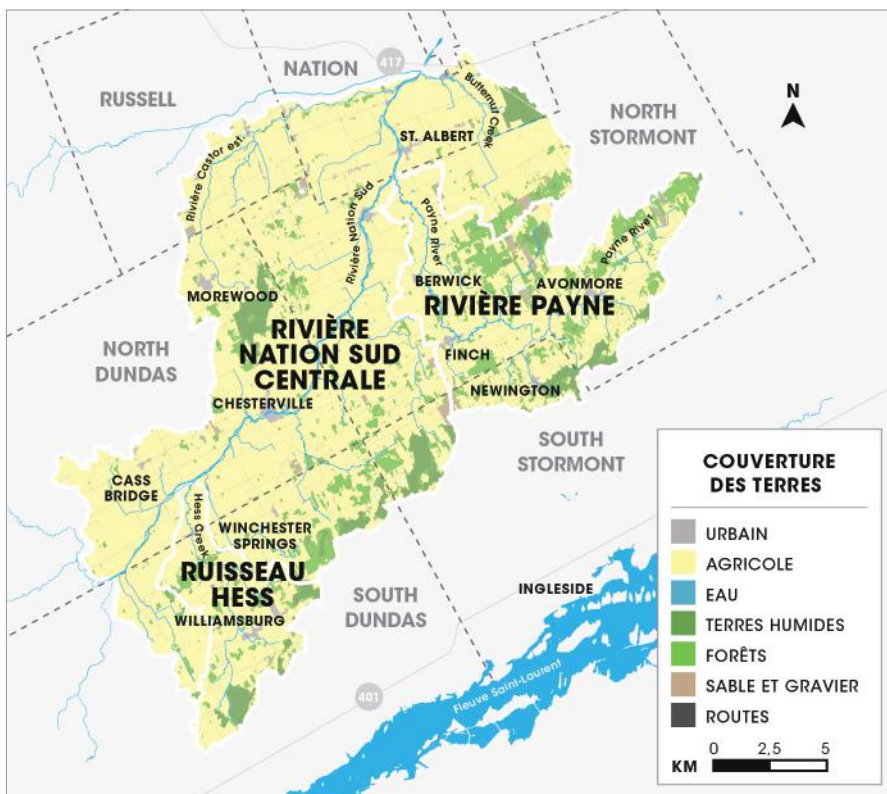 417
NATION
RUSSELL
Butternut Creek
NORTH
STORMONT
N
ST. ALBERT
Rivière Castor est.
Rivière Nation Sud
Payne River
Payne River
BERWICK
AVONMORE
MOREWOOD
RIVIÈRE PAYNE
RIVIÈRE
NATION SUD
CENTRALE
FINCH
NORTH
DUNDAS
NEWINGTON
CHESTERVILLE
SOUTH
STORMONT
CASS
BRIDGE
Hess Creek
WINCHESTER
SPRINGS
RUISSEAU
HESS
WILLIAMSBURG
SOUTH
DUNDAS
INGLESIDE
Fleuve Saint-Laurent
401
COUVERTURE
DES TERRES
URBAIN
AGRICOLE
EAU
TERRES HUMIDES
FORÊTS
SABLE ET GRAVIER
ROUTES
0 2,5 5
KM